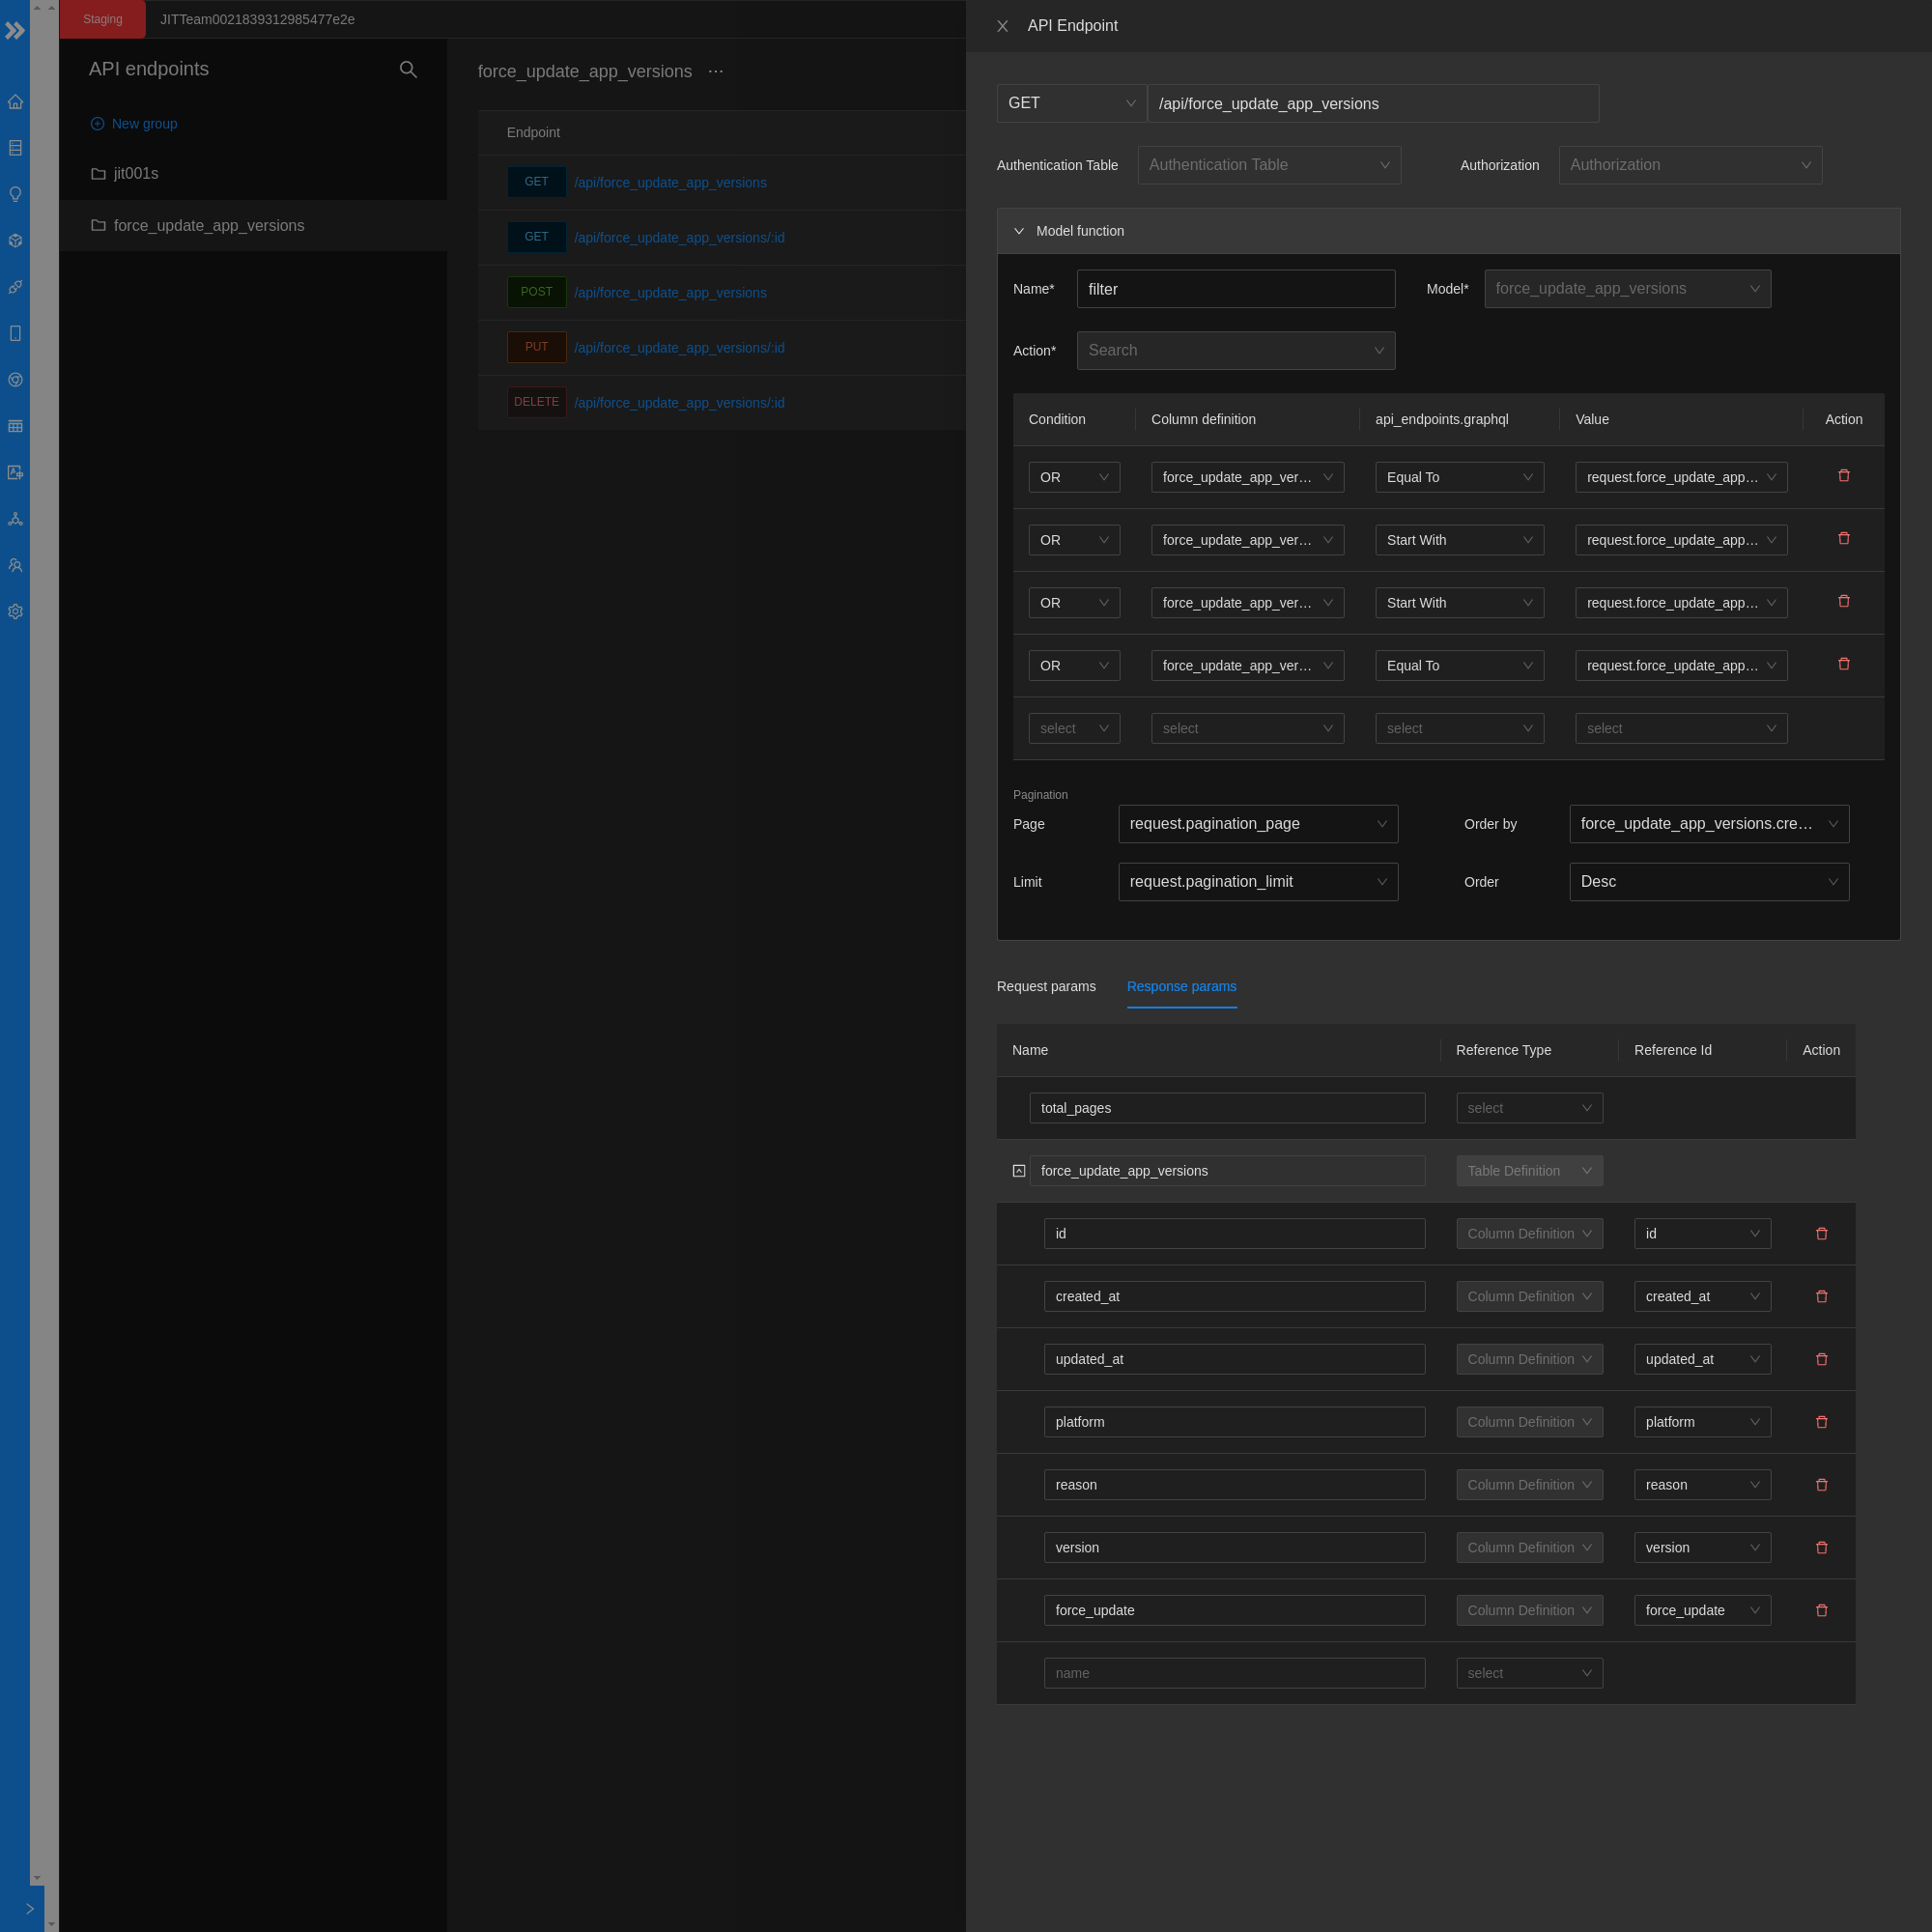 Staging
JITTeam0021839312985477e2e
API endpoints
New group
jit001s
force_update_app_versions
force_update_app_versions
Endpoint
GET /api/force_update_app_versions
GET /api/force_update_app_versions/:id
POST /api/force_update_app_versions
PUT /api/force_update_app_versions/:id
DELETE /api/force_update_app_versions/:id
API Endpoint
GET /api/force_update_app_versions
Authentication Table Authentication Table Authorization Authorization
Model function
Name* filter Model* force_update_app_versions
Action* Search
Condition Column definition api_endpoints.graphql Value Action
OR force_update_app_ver... Equal To request.force_update_app...
OR force_update_app_ver... Start With request.force_update_app...
OR force_update_app_ver... Start With request.force_update_app...
OR force_update_app_ver... Equal To request.force_update_app...
select select select select
Pagination
Page request.pagination_page Order by force_update_app_versions.cre...
Limit request.pagination_limit Order Desc
Request params Response params
Name Reference Type Reference Id Action
total_pages select
force_update_app_versions Table Definition
id Column Definition id
created_at Column Definition created_at
updated_at Column Definition updated_at
platform Column Definition platform
reason Column Definition reason
version Column Definition version
force_update Column Definition force_update
name select